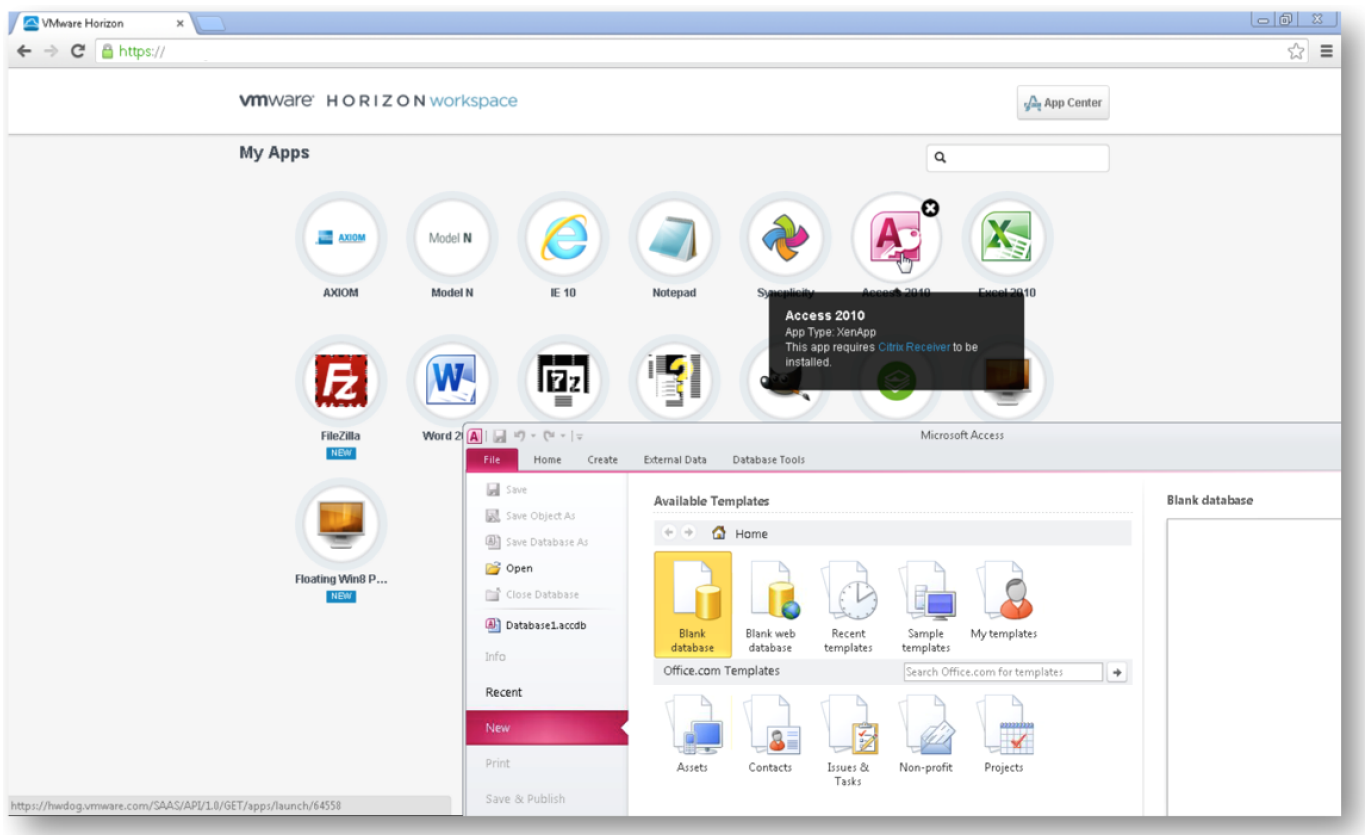 VMware Horizon
https://
vmware HORIZON workspace
App Center
My Apps
AXIOM
Model N
AXIOM
Model N
IE 10
Notepad
Syncplicity
Access 2010
Excel 2010
Access 2010
App Type: XenApp
This app requires Citrix Receiver to be
installed.
Fz
W
7z
FileZilla
NEW
Word 2
Microsoft Access
File
Home
Create
External Data
Database Tools
Save
Save Object As
Save Database As
Open
Close Database
Database1.accdb
Info
Recent
New
Print
Save & Publish
Available Templates
Home
Blank
database
Blank web
database
Recent
templates
Sample
templates
My templates
Office.com Templates
Search Office.com for templates
Assets
Contacts
Issues &
Tasks
Non-profit
Projects
Blank database
Floating Win8 P...
NEW
https://hwdog.vmware.com/SAAS/API/1.0/GET/apps/launch/64558